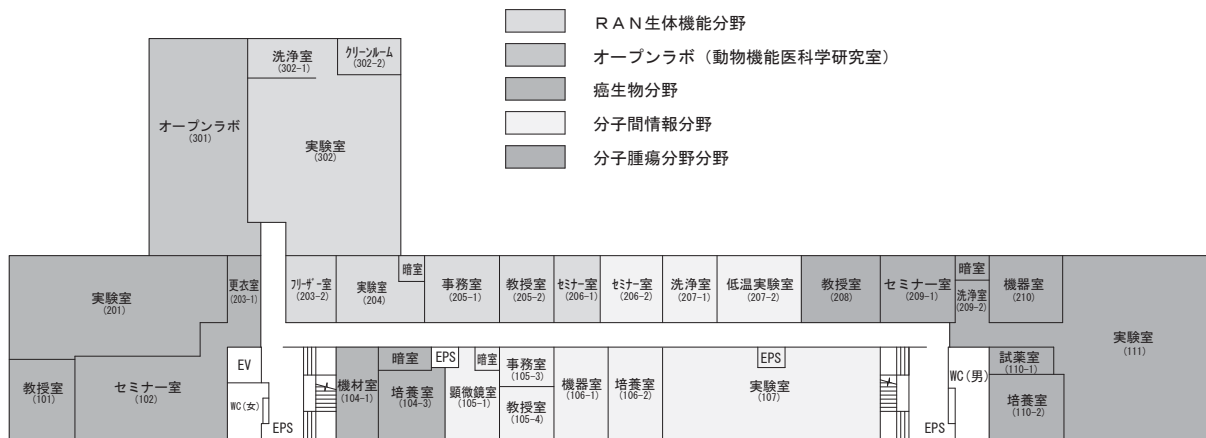 ＲＡＮ生体機能分野
オープンラボ（動物機能医科学研究室）
癌生物分野
分子間情報分野
分子腫瘍分野分野
洗浄室
(302-1)
クリーンルーム
(302-2)
オープンラボ
(301)
実験室
(302)
実験室
(201)
更衣室
(203-1)
フリーザー室
(203-2)
実験室
(204)
暗室
事務室
(205-1)
教授室
(205-2)
セミナー室
(206-1)
セミナー室
(206-2)
洗浄室
(207-1)
低温実験室
(207-2)
教授室
(208)
セミナー室
(209-1)
暗室
洗浄室
(209-2)
機器室
(210)
実験室
(111)
教授室
(101)
セミナー室
(102)
EV
WC(女)
EPS
機材室
(104-1)
暗室
培養室
(104-3)
EPS
暗室
顕微鏡室
(105-1)
事務室
(105-3)
教授室
(105-4)
機器室
(106-1)
培養室
(106-2)
EPS
実験室
(107)
WC(男)
EPS
試薬室
(110-1)
培養室
(110-2)